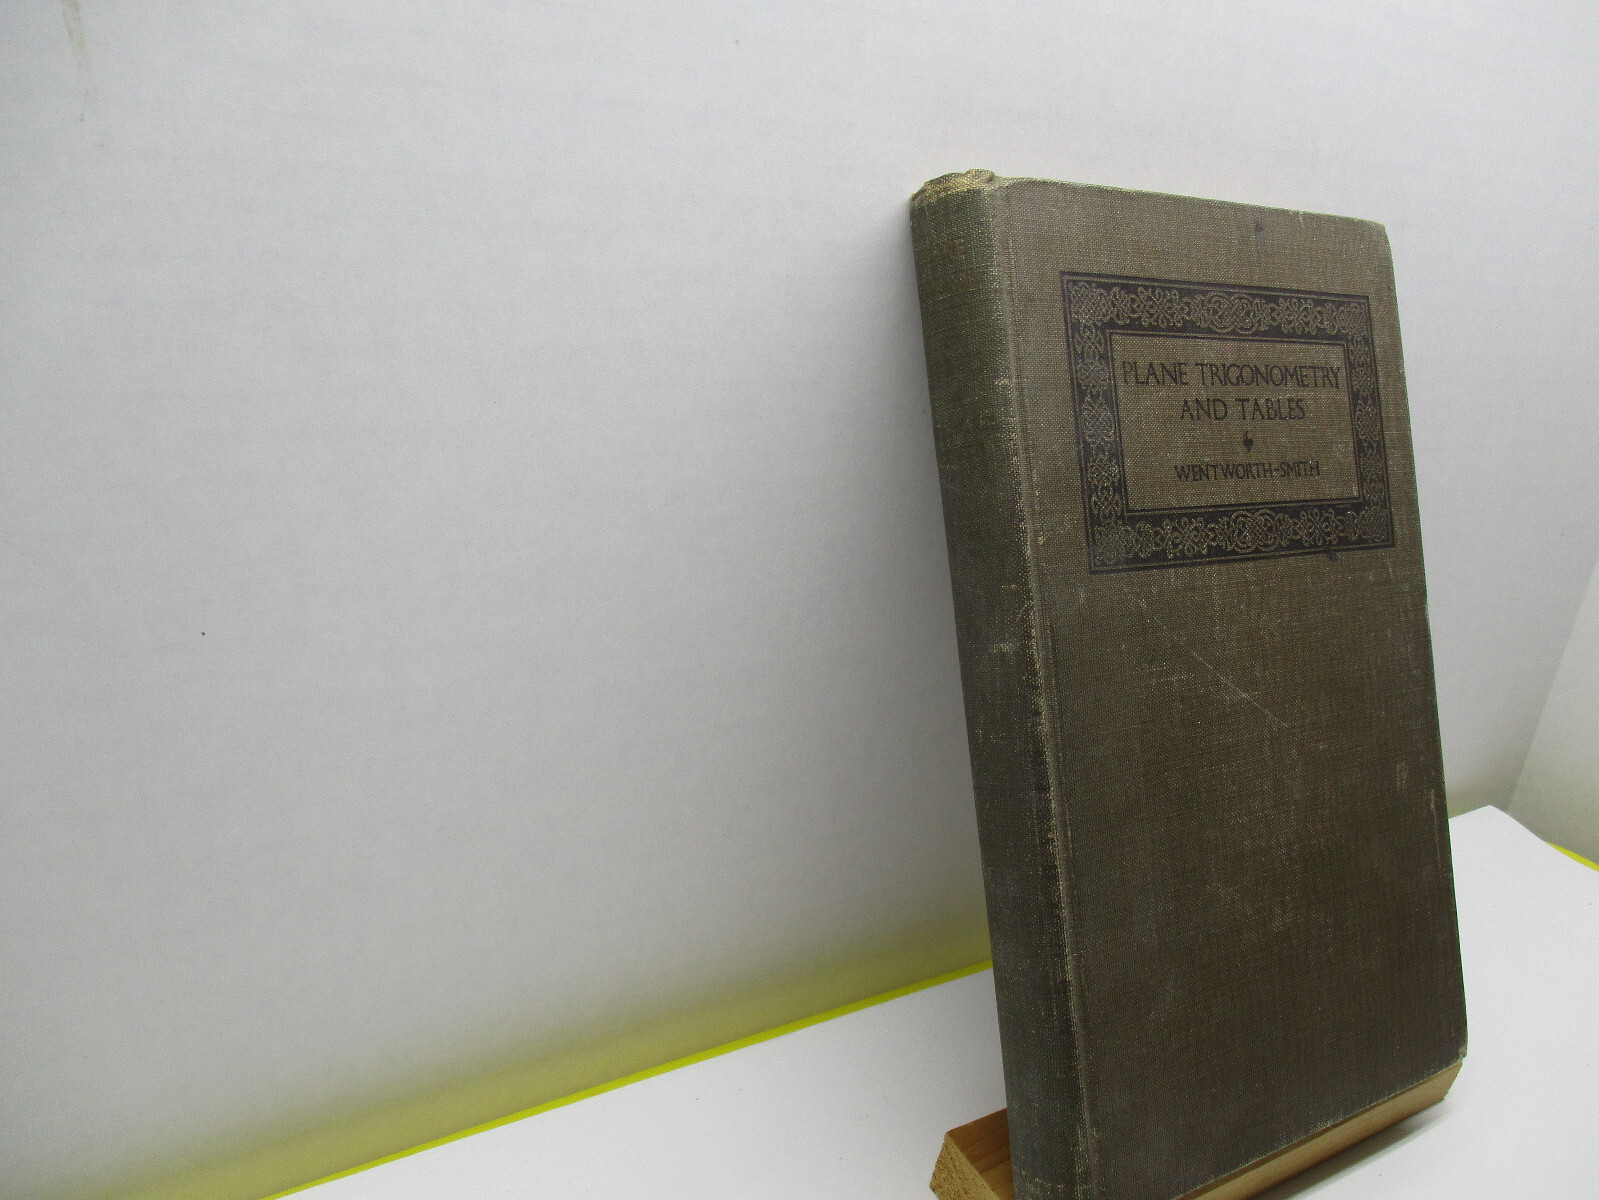 PLANE TRIGONOMETRY
AND TABLES
WENTWORTH-SMITH